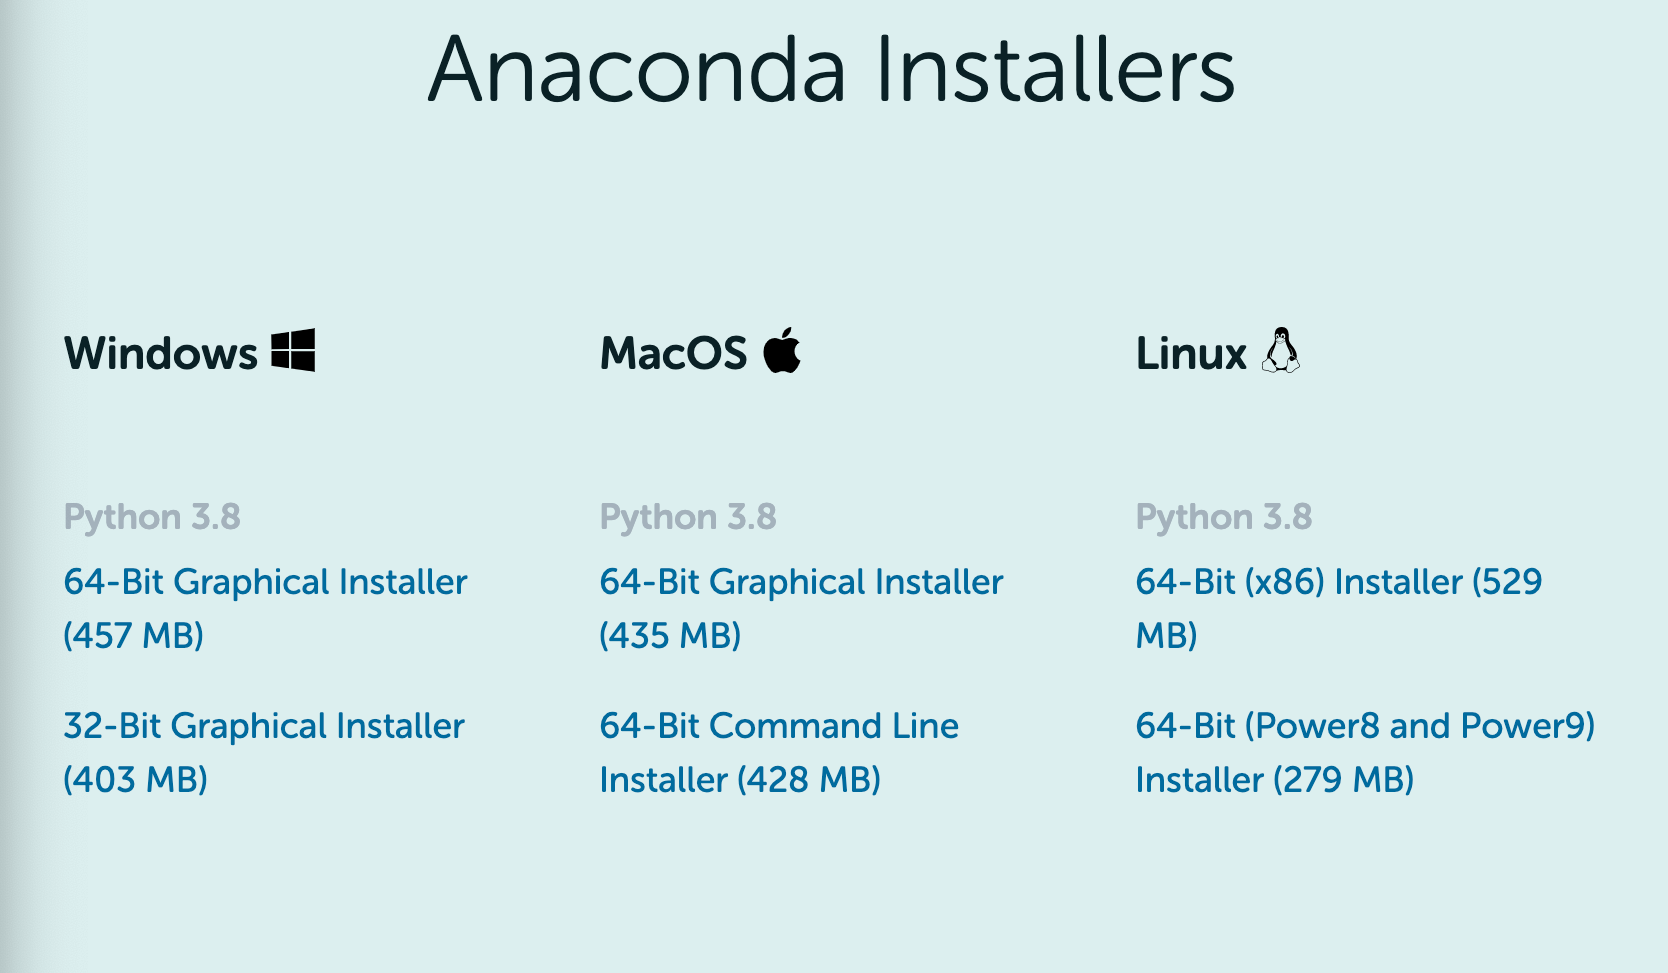 Anaconda Installers
Windows
Python 3.8
64-Bit Graphical Installer
(457 MB)
32-Bit Graphical Installer
(403 MB)
MacOS
Python 3.8
64-Bit Graphical Installer
(435 MB)
64-Bit Command Line
Installer (428 MB)
Linux
Python 3.8
64-Bit (x86) Installer (529
MB)
64-Bit (Power8 and Power9)
Installer (279 MB)